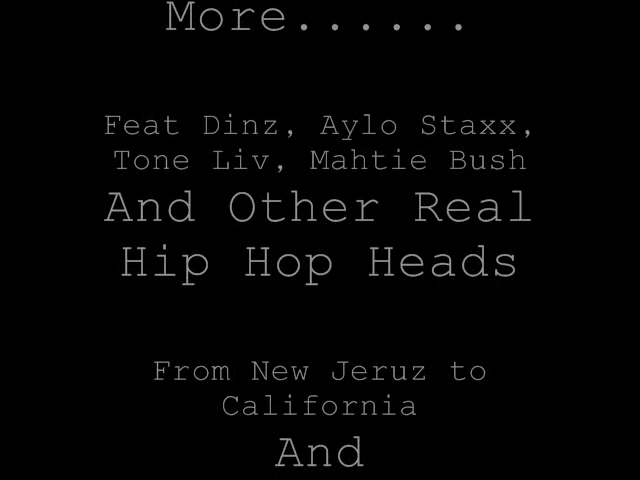 More......
Feat Dinz, Aylo Staxx,
Tone Liv, Mahtie Bush
And Other Real
Hip Hop Heads
From New Jeruz to
California
And